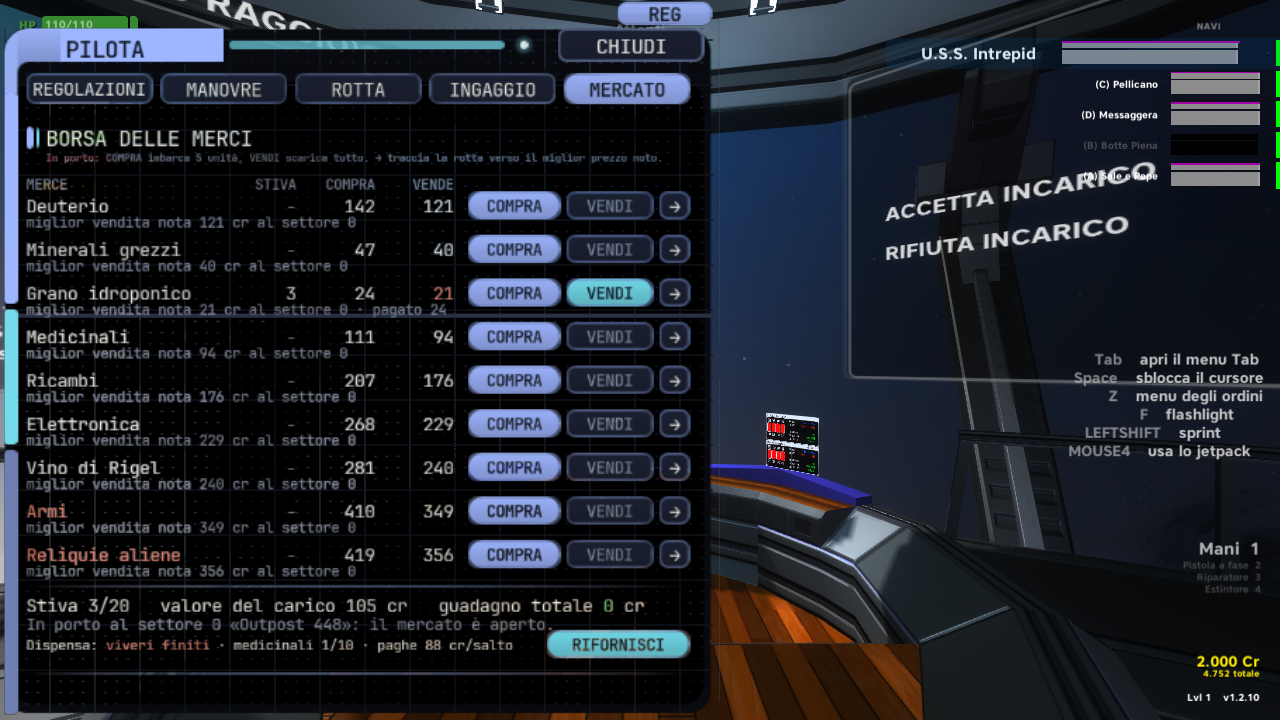 HP 110/110
RAGGI
REG
NAVI
PILOTA
CHIUDI
U.S.S. Intrepid
REGOLAZIONI MANOVRE ROTTA INGAGGIO MERCATO
(C) Pellicano
(D) Messaggera
(B) Botte Piena
(A) Sale e Pepe
BORSA DELLE MERCI
In porto: COMPRA imbarca 5 unità, VENDI scarica tutto. → traccia la rotta verso il miglior prezzo noto.
ACCETTA INCARICO
RIFIUTA INCARICO
MERCE STIVA COMPRA VENDE
Deuterio - 142 121 COMPRA VENDI →
miglior vendita nota 121 cr al settore 0
Minerali grezzi - 47 40 COMPRA VENDI →
miglior vendita nota 40 cr al settore 0
Grano idroponico 3 24 21 COMPRA VENDI →
miglior vendita nota 21 cr al settore 0 · pagato 24
Medicinali - 111 94 COMPRA VENDI →
miglior vendita nota 94 cr al settore 0
Ricambi - 207 176 COMPRA VENDI →
miglior vendita nota 176 cr al settore 0
Elettronica - 268 229 COMPRA VENDI →
miglior vendita nota 229 cr al settore 0
Vino di Rigel - 281 240 COMPRA VENDI →
miglior vendita nota 240 cr al settore 0
Armi - 410 349 COMPRA VENDI →
miglior vendita nota 349 cr al settore 0
Reliquie aliene - 419 356 COMPRA VENDI →
miglior vendita nota 356 cr al settore 0
Stiva 3/20 valore del carico 105 cr guadagno totale 0 cr
In porto al settore 0 «Outpost 448»: il mercato è aperto.
Dispensa: viveri finiti · medicinali 1/10 · paghe 88 cr/salto
RIFORNISCI
Tab apri il menu Tab
Space sblocca il cursore
Z menu degli ordini
F flashlight
LEFTSHIFT sprint
MOUSE4 usa lo jetpack
Mani 1
Pistola a fase 2
Riparatore 3
Estintore 4
2.000 Cr
4.752 totale
Lvl 1 v1.2.10